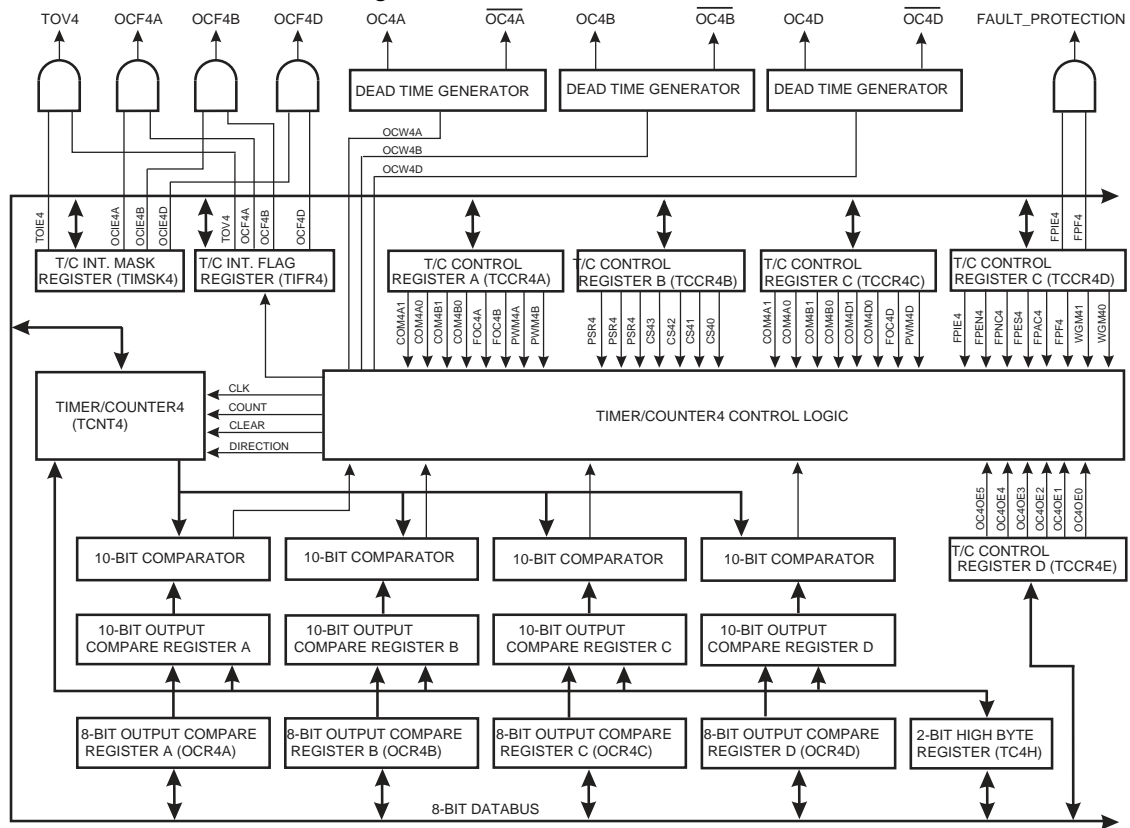 TOV4 OCF4A OCF4B OCF4D OC4A OC4A OC4B OC4B OC4D OC4D FAULT_PROTECTION
DEAD TIME GENERATOR DEAD TIME GENERATOR DEAD TIME GENERATOR
OCW4A
OCW4B
OCW4D
TOIE4 OCIE4A OCIE4B OCIE4D TOV4 OCF4A OCF4B OCF4D FPIE4 FPF4
T/C INT. MASK
REGISTER (TIMSK4)
T/C INT. FLAG
REGISTER (TIFR4)
T/C CONTROL
REGISTER A (TCCR4A)
T/C CONTROL
REGISTER B (TCCR4B)
T/C CONTROL
REGISTER C (TCCR4C)
T/C CONTROL
REGISTER C (TCCR4D)
COM4A1 COM4A0 COM4B1 COM4B0 FOC4A FOC4B PWM4A PWM4B
PSR4 PSR4 PSR4 CS43 CS42 CS41 CS40
COM4A1 COM4A0 COM4B1 COM4B0 COM4D1 COM4D0 FOC4D PWM4D
FPIE4 FPEN4 FPNC4 FPES4 FPAC4 FPF4 WGM41 WGM40
TIMER/COUNTER4
(TCNT4)
CLK
COUNT
CLEAR
DIRECTION
TIMER/COUNTER4 CONTROL LOGIC
OC4OE5 OC4OE4 OC4OE3 OC4OE2 OC4OE1 OC4OE0
10-BIT COMPARATOR 10-BIT COMPARATOR 10-BIT COMPARATOR 10-BIT COMPARATOR
T/C CONTROL
REGISTER D (TCCR4E)
10-BIT OUTPUT
COMPARE REGISTER A
10-BIT OUTPUT
COMPARE REGISTER B
10-BIT OUTPUT
COMPARE REGISTER C
10-BIT OUTPUT
COMPARE REGISTER D
8-BIT OUTPUT COMPARE
REGISTER A (OCR4A)
8-BIT OUTPUT COMPARE
REGISTER B (OCR4B)
8-BIT OUTPUT COMPARE
REGISTER C (OCR4C)
8-BIT OUTPUT COMPARE
REGISTER D (OCR4D)
2-BIT HIGH BYTE
REGISTER (TC4H)
8-BIT DATABUS